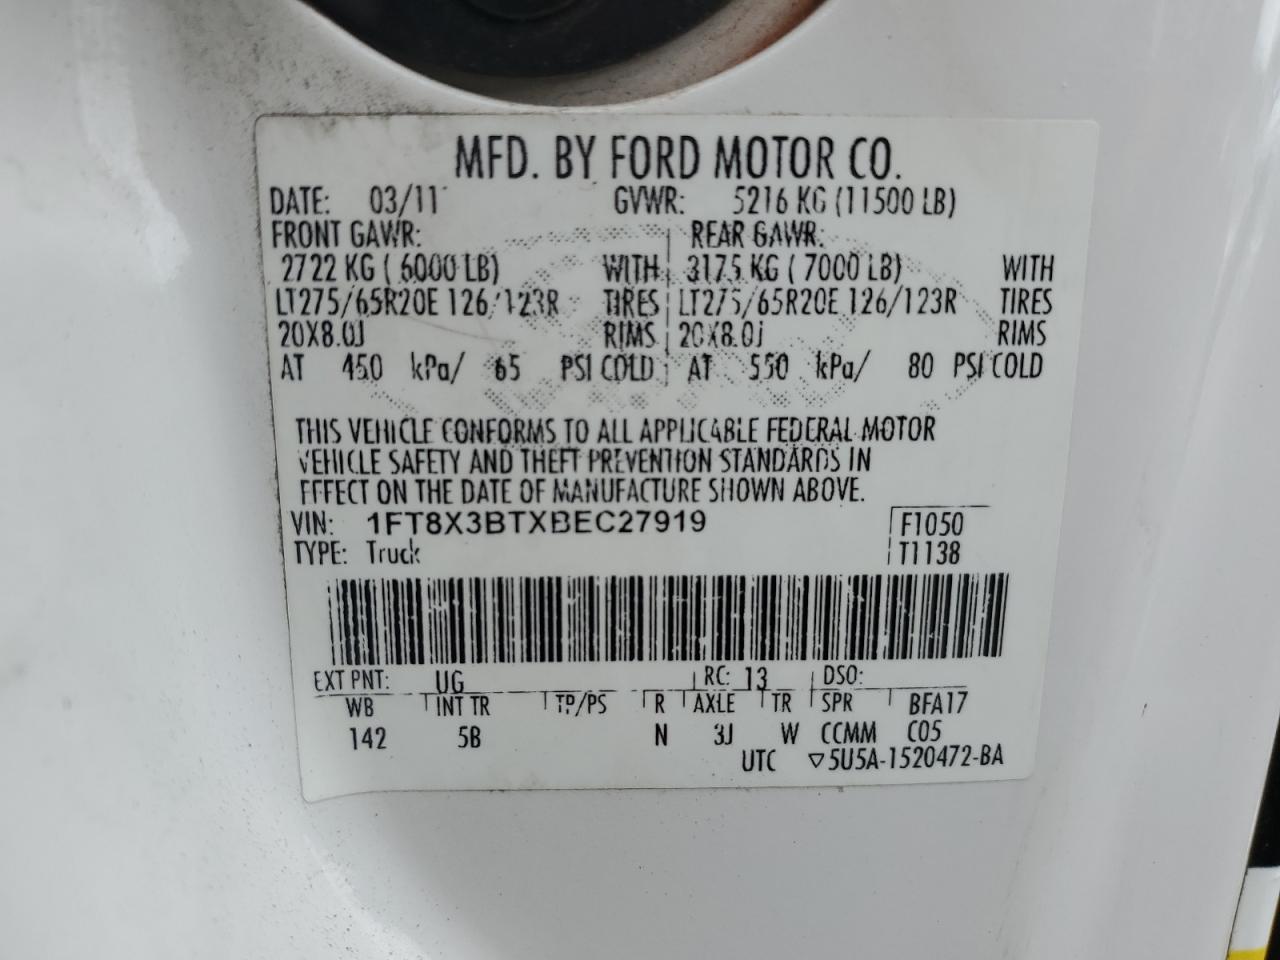 MFD. BY FORD MOTOR CO.
DATE: 03/11 GVWR: 5216 KG (11500 LB)
FRONT GAWR: REAR GAWR:
2722 KG ( 6000 LB) WITH 3175 KG ( 7000 LB) WITH
LT275/65R20E 126/123R TIRES LT275/65R20E 126/123R TIRES
20X8.0J RIMS 20X8.0J RIMS
AT 450 kPa/ 65 PSI COLD AT 550 kPa/ 80 PSI COLD
THIS VEHICLE CONFORMS TO ALL APPLICABLE FEDERAL MOTOR
VEHICLE SAFETY AND THEFT PREVENTION STANDARDS IN
EFFECT ON THE DATE OF MANUFACTURE SHOWN ABOVE.
VIN: 1FT8X3BTXBEC27919 F1050
TYPE: Truck T1138
EXT PNT: UG RC: 13 DSO:
WB INT TR TP/PS R AXLE TR SPR BFA17
142 5B N 3J W CCMM C05
UTC ▽5U5A-1520472-BA